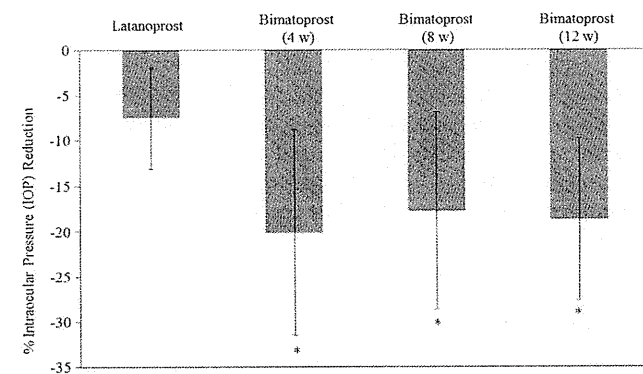 Latanoprost
Bimatoprost
(4 w)
Bimatoprost
(8 w)
Bimatoprost
(12 w)
% Intraocular Pressure (IOP) Reduction
0
-5
-10
-15
-20
-25
-30
-35
*
*
*